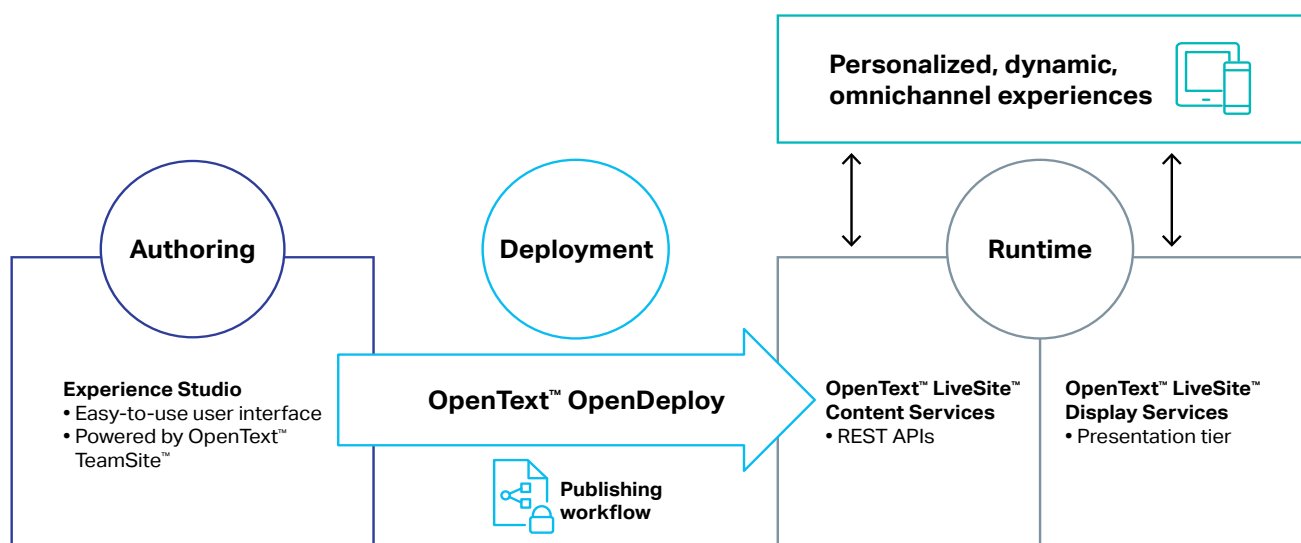 Personalized, dynamic,
omnichannel experiences
Authoring
Deployment
Runtime
Experience Studio
• Easy-to-use user interface
• Powered by OpenText™
TeamSite™
OpenText™ OpenDeploy
Publishing
workflow
OpenText™ LiveSite™
Content Services
• REST APIs
OpenText™ LiveSite™
Display Services
• Presentation tier